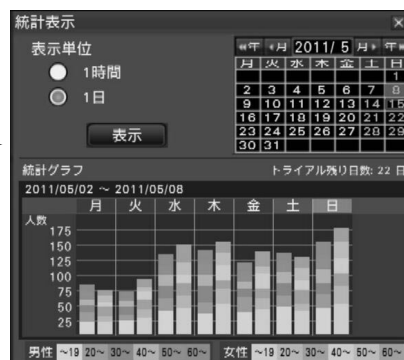 統計表示
表示単位
1時間
1日
表示
年 月 2011/ 5 月 年
月 火 水 木 金 土 日
1
2 3 4 5 6 7 8
9 10 11 12 13 14 15
16 17 18 19 20 21 22
23 24 25 26 27 28 29
30 31
統計グラフ
トライアル残り日数: 22 日
2011/05/02 ～ 2011/05/08
月 火 水 木 金 土 日
人数
175
150
125
100
75
50
25
男性 ～19 20～ 30～ 40～ 50～ 60～
女性 ～19 20～ 30～ 40～ 50～ 60～